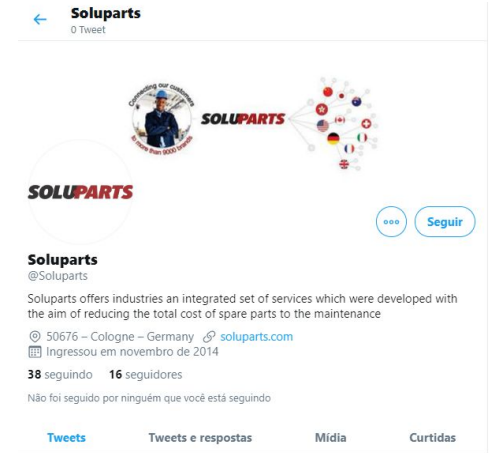 Soluparts
0 Tweet
Connecting our customers
to more than 9000 brands
SOLUPARTS
SOLUPARTS
Seguir
Soluparts
@Soluparts
Soluparts offers industries an integrated set of services which were developed with
the aim of reducing the total cost of spare parts to the maintenance
50676 – Cologne – Germany soluparts.com
Ingressou em novembro de 2014
38 seguindo 16 seguidores
Não foi seguido por ninguém que você está seguindo
Tweets Tweets e respostas Mídia Curtidas